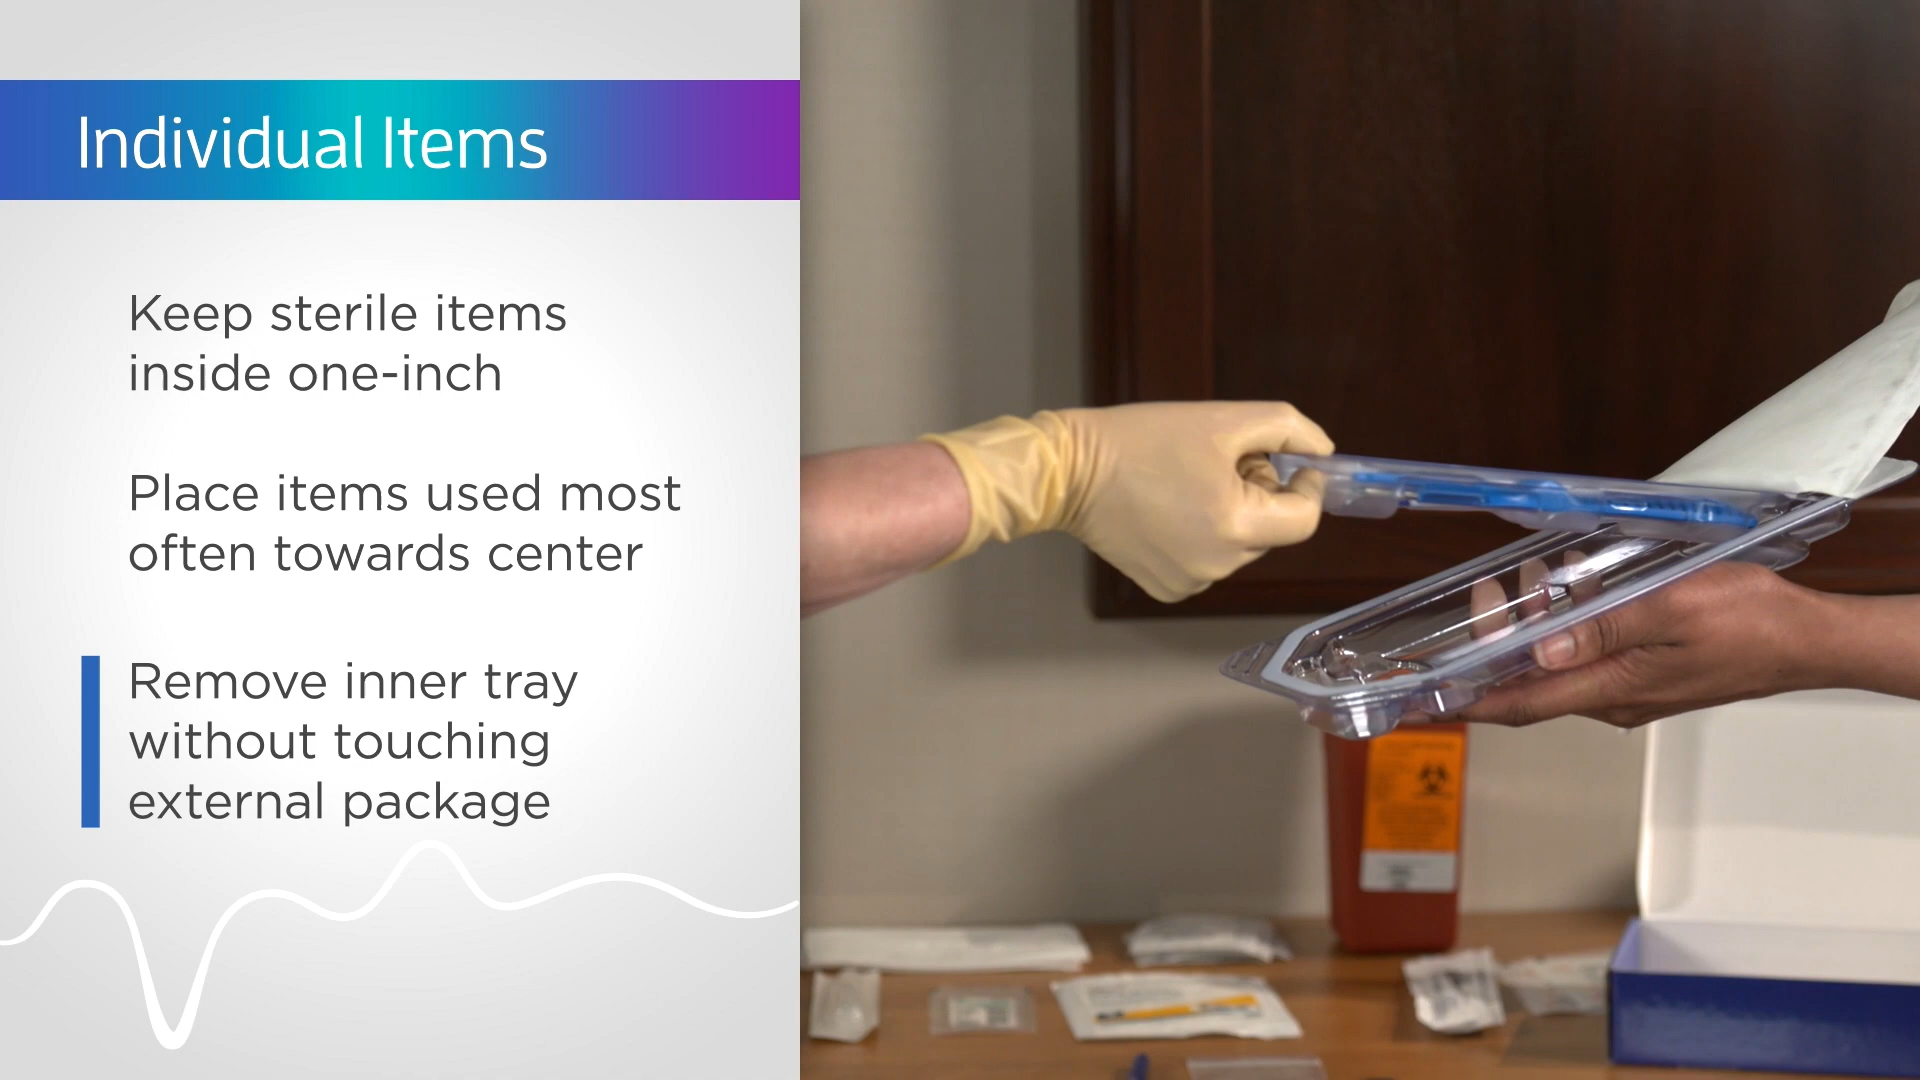 Individual Items
Keep sterile items
inside one-inch
Place items used most
often towards center
Remove inner tray
without touching
external package